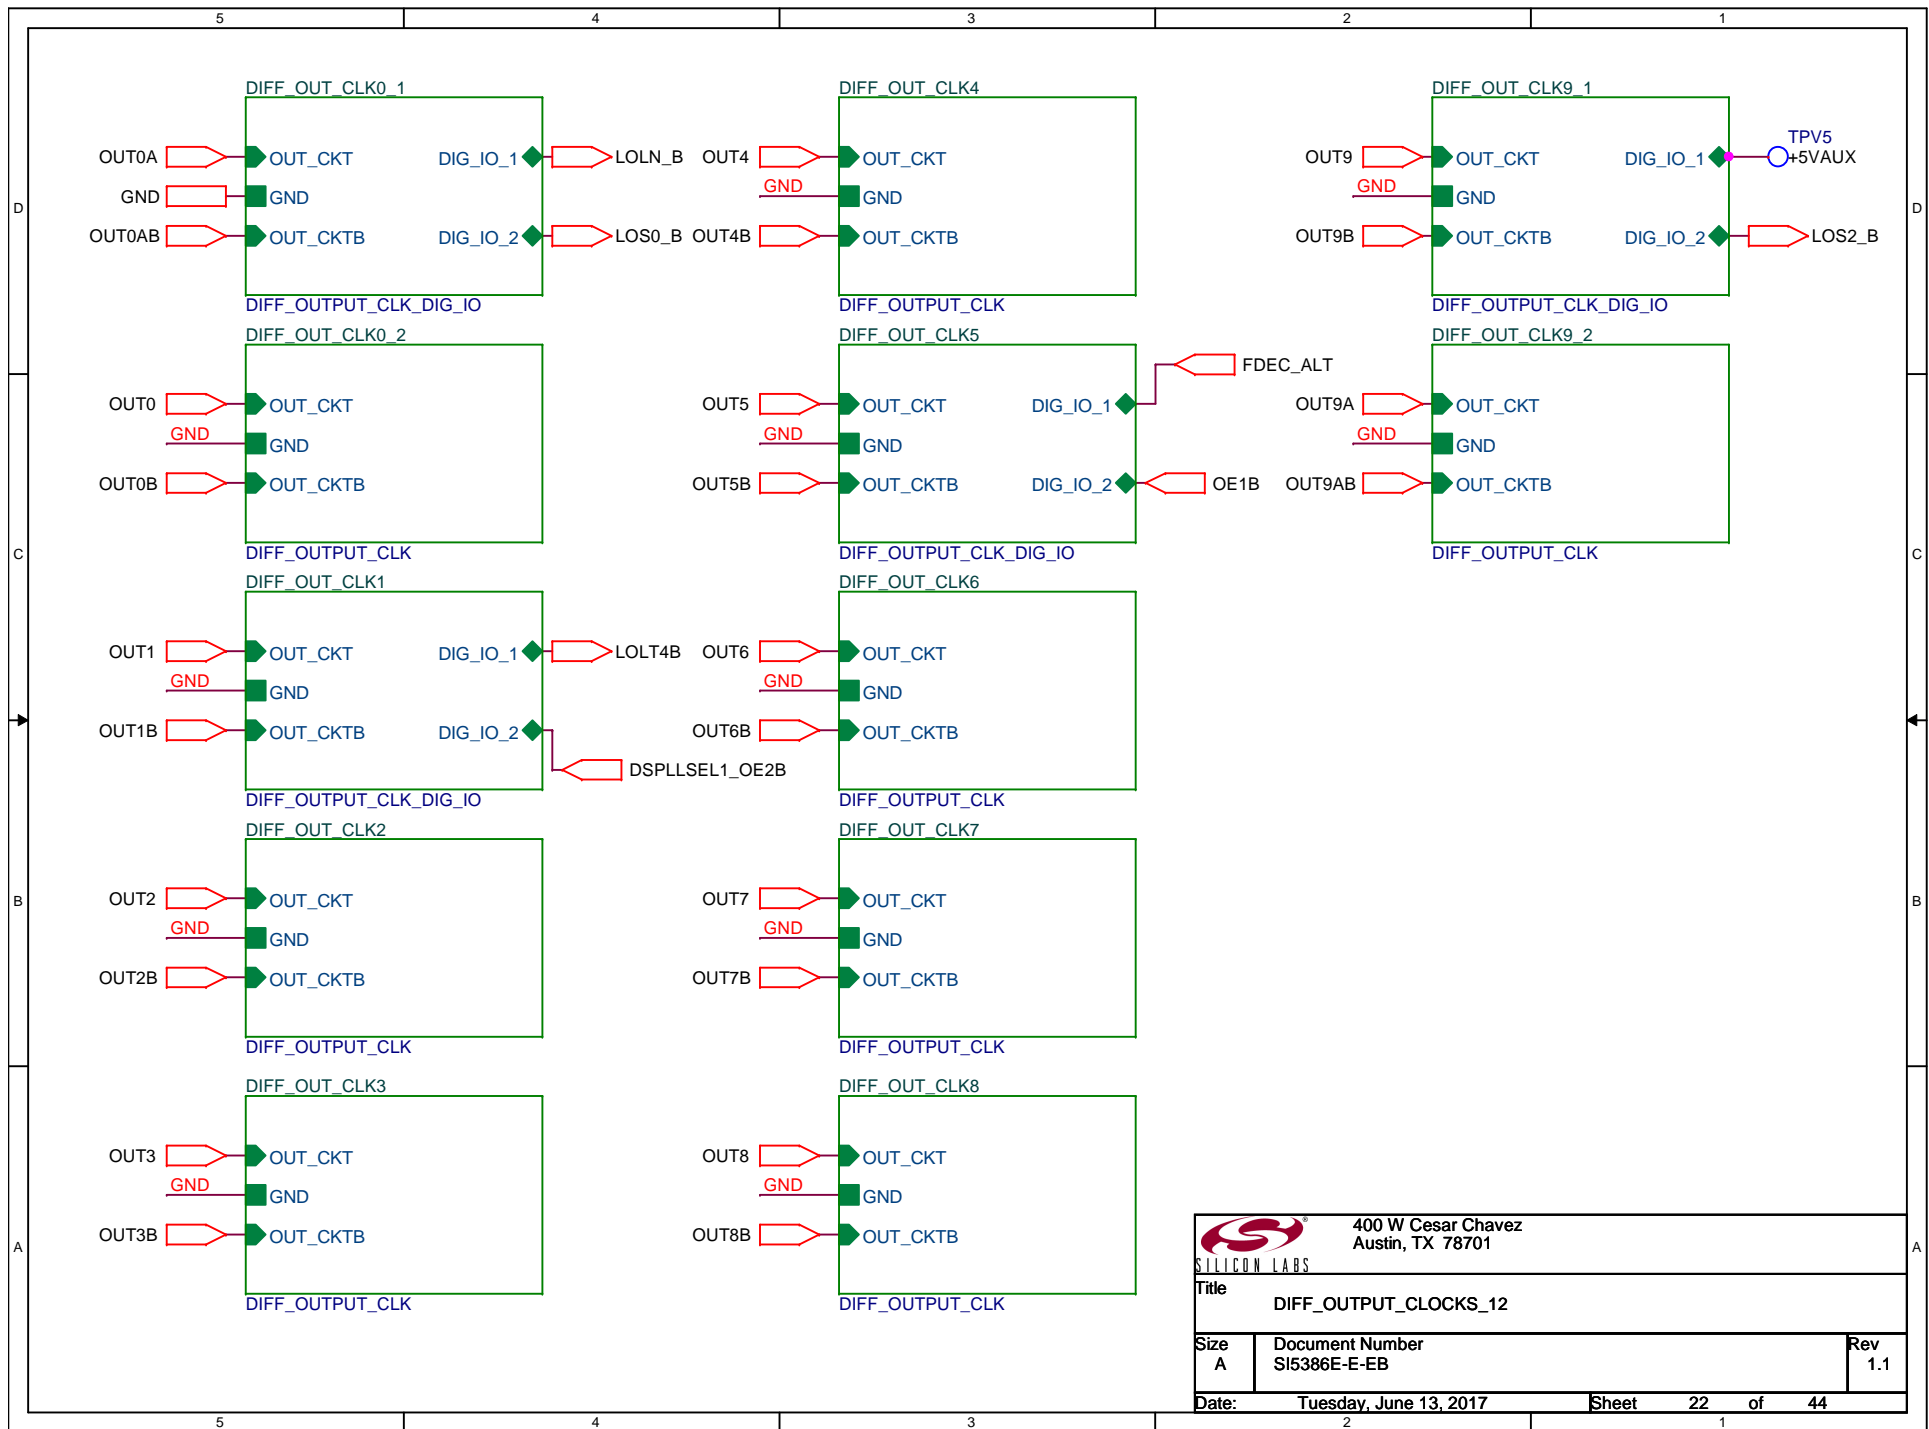 5 4 3 2 1
DIFF_OUT_CLK0_1
OUT0A OUT_CKT DIG_IO_1 LOLN_B
GND GND
OUT0AB OUT_CKTB DIG_IO_2 LOS0_B
DIFF_OUTPUT_CLK_DIG_IO
DIFF_OUT_CLK4
OUT4 OUT_CKT
GND GND
OUT4B OUT_CKTB
DIFF_OUTPUT_CLK
DIFF_OUT_CLK9_1
TPV5
OUT9 OUT_CKT DIG_IO_1 +5VAUX
GND GND
OUT9B OUT_CKTB DIG_IO_2 LOS2_B
DIFF_OUTPUT_CLK_DIG_IO
D D
DIFF_OUT_CLK0_2
OUT0 OUT_CKT
GND GND
OUT0B OUT_CKTB
DIFF_OUTPUT_CLK
DIFF_OUT_CLK5
FDEC_ALT
OUT5 OUT_CKT DIG_IO_1
GND GND
OUT5B OUT_CKTB DIG_IO_2 OE1B
DIFF_OUTPUT_CLK_DIG_IO
DIFF_OUT_CLK9_2
OUT9A OUT_CKT
GND GND
OUT9AB OUT_CKTB
DIFF_OUTPUT_CLK
C C
DIFF_OUT_CLK1
OUT1 OUT_CKT DIG_IO_1 LOLT4B
GND GND
OUT1B OUT_CKTB DIG_IO_2
DSPLLSEL1_OE2B
DIFF_OUTPUT_CLK_DIG_IO
DIFF_OUT_CLK6
OUT6 OUT_CKT
GND GND
OUT6B OUT_CKTB
DIFF_OUTPUT_CLK
DIFF_OUT_CLK2
OUT2 OUT_CKT
GND GND
OUT2B OUT_CKTB
DIFF_OUTPUT_CLK
DIFF_OUT_CLK7
OUT7 OUT_CKT
GND GND
OUT7B OUT_CKTB
DIFF_OUTPUT_CLK
B B
DIFF_OUT_CLK3
OUT3 OUT_CKT
GND GND
OUT3B OUT_CKTB
DIFF_OUTPUT_CLK
DIFF_OUT_CLK8
OUT8 OUT_CKT
GND GND
OUT8B OUT_CKTB
DIFF_OUTPUT_CLK
A A
SILICON LABS ®
400 W Cesar Chavez
Austin, TX 78701
Title
DIFF_OUTPUT_CLOCKS_12
Size Document Number Rev
A SI5386E-E-EB 1.1
Date: Tuesday, June 13, 2017 Sheet 22 of 44
5 4 3 2 1